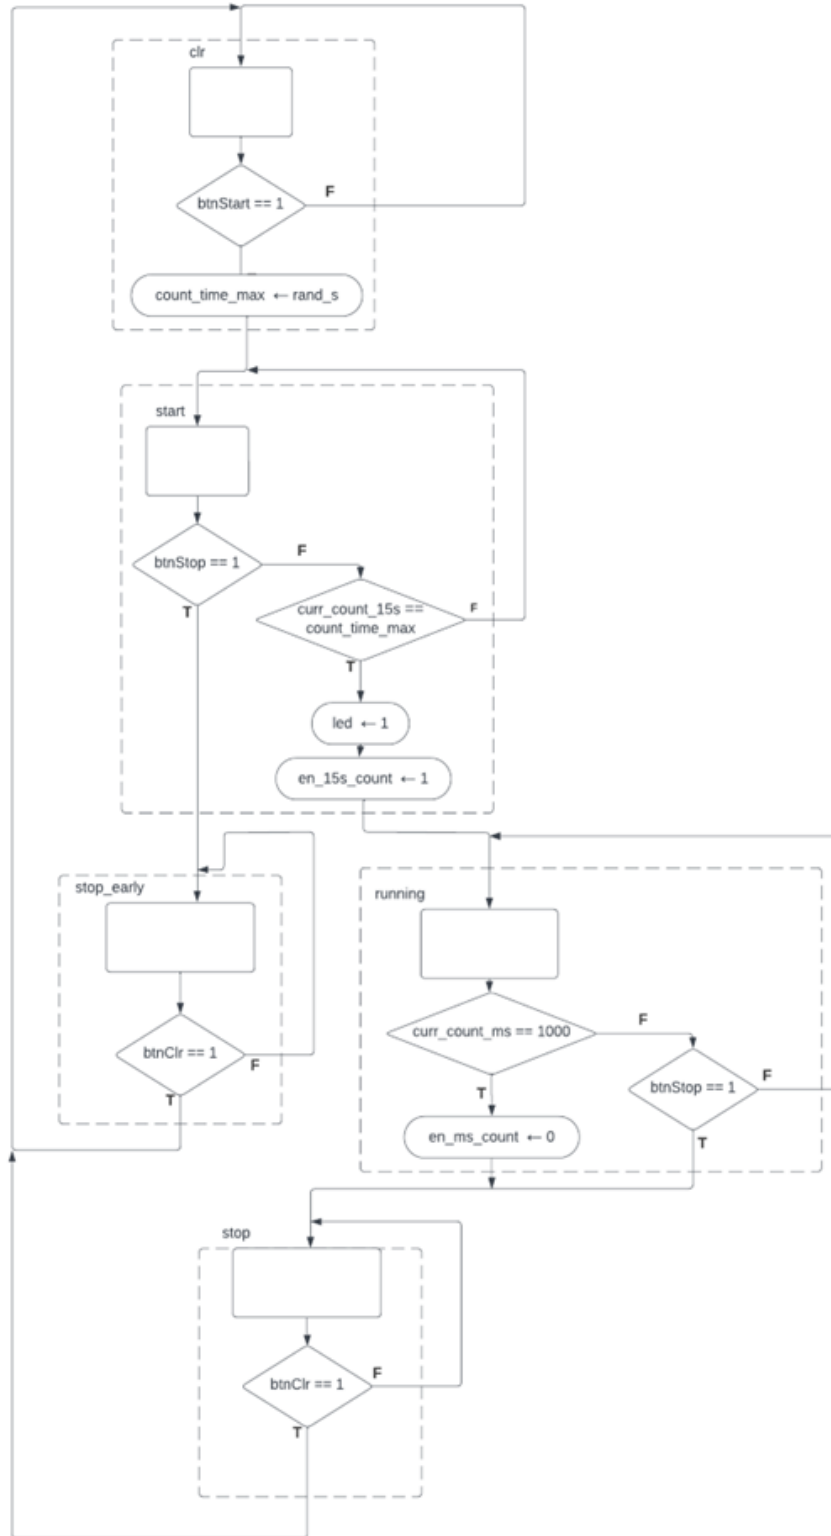 clr
btnStart == 1
F
count_time_max ← rand_s
start
btnStop == 1
F
T
curr_count_15s ==
count_time_max
F
T
led ← 1
en_15s_count ← 1
stop_early
btnClr == 1
F
T
running
curr_count_ms == 1000
F
T
btnStop == 1
F
T
en_ms_count ← 0
stop
btnClr == 1
F
T